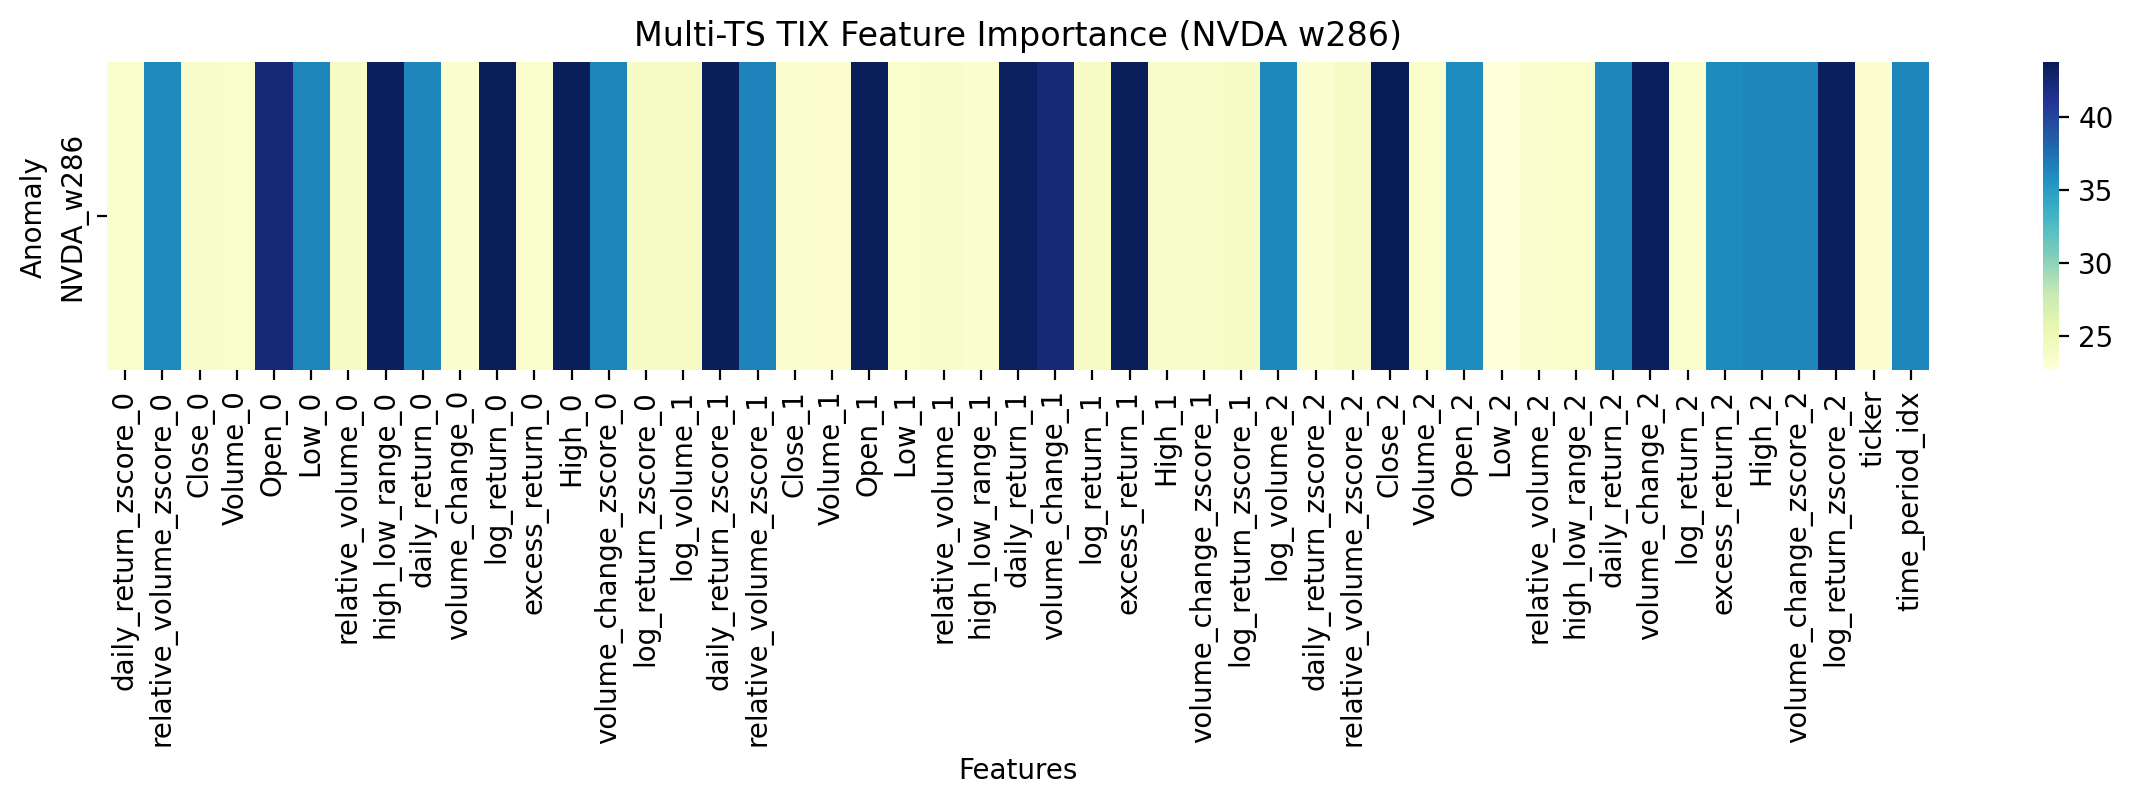 Multi-TS TIX Feature Importance (NVDA w286)
Anomaly
NVDA_w286
40
35
30
25
daily_return_zscore_0
relative_volume_zscore_0
Close_0
Volume_0
Open_0
Low_0
relative_volume_0
high_low_range_0
daily_return_0
volume_change_0
log_return_0
excess_return_0
High_0
volume_change_zscore_0
log_return_zscore_0
log_volume_1
daily_return_zscore_1
relative_volume_zscore_1
Close_1
Volume_1
Open_1
Low_1
relative_volume_1
high_low_range_1
daily_return_1
volume_change_1
log_return_1
excess_return_1
High_1
volume_change_zscore_1
log_return_zscore_1
log_volume_2
daily_return_zscore_2
relative_volume_zscore_2
Close_2
Volume_2
Open_2
Low_2
relative_volume_2
high_low_range_2
daily_return_2
volume_change_2
log_return_2
excess_return_2
High_2
volume_change_zscore_2
log_return_zscore_2
ticker
time_period_idx
Features